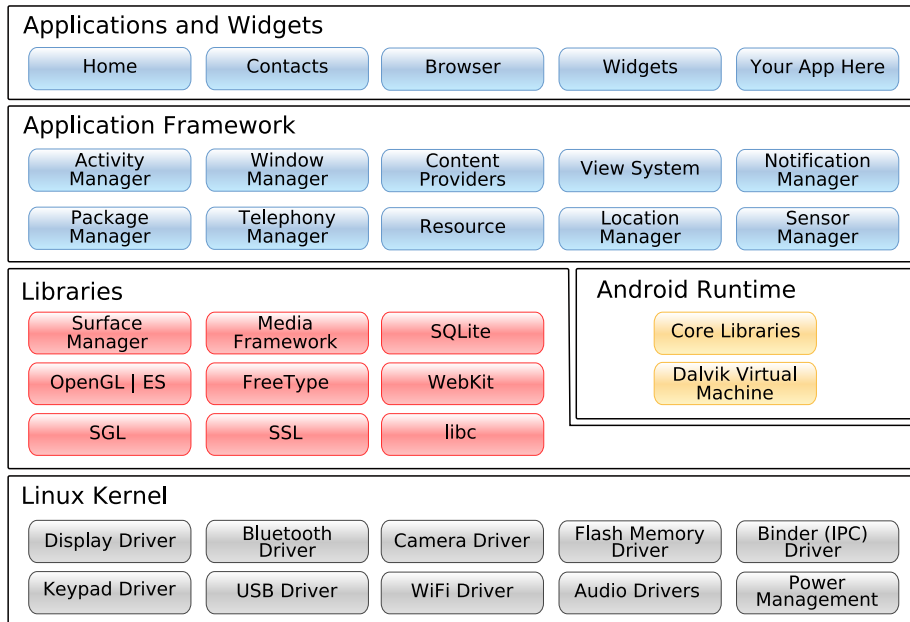 Applications and Widgets
Home
Contacts
Browser
Widgets
Your App Here
Application Framework
Activity
Manager
Window
Manager
Content
Providers
View System
Notification
Manager
Package
Manager
Telephony
Manager
Resource
Location
Manager
Sensor
Manager
Libraries
Surface
Manager
Media
Framework
SQLite
OpenGL | ES
FreeType
WebKit
SGL
SSL
libc
Android Runtime
Core Libraries
Dalvik Virtual
Machine
Linux Kernel
Display Driver
Bluetooth
Driver
Camera Driver
Flash Memory
Driver
Binder (IPC)
Driver
Keypad Driver
USB Driver
WiFi Driver
Audio Drivers
Power
Management